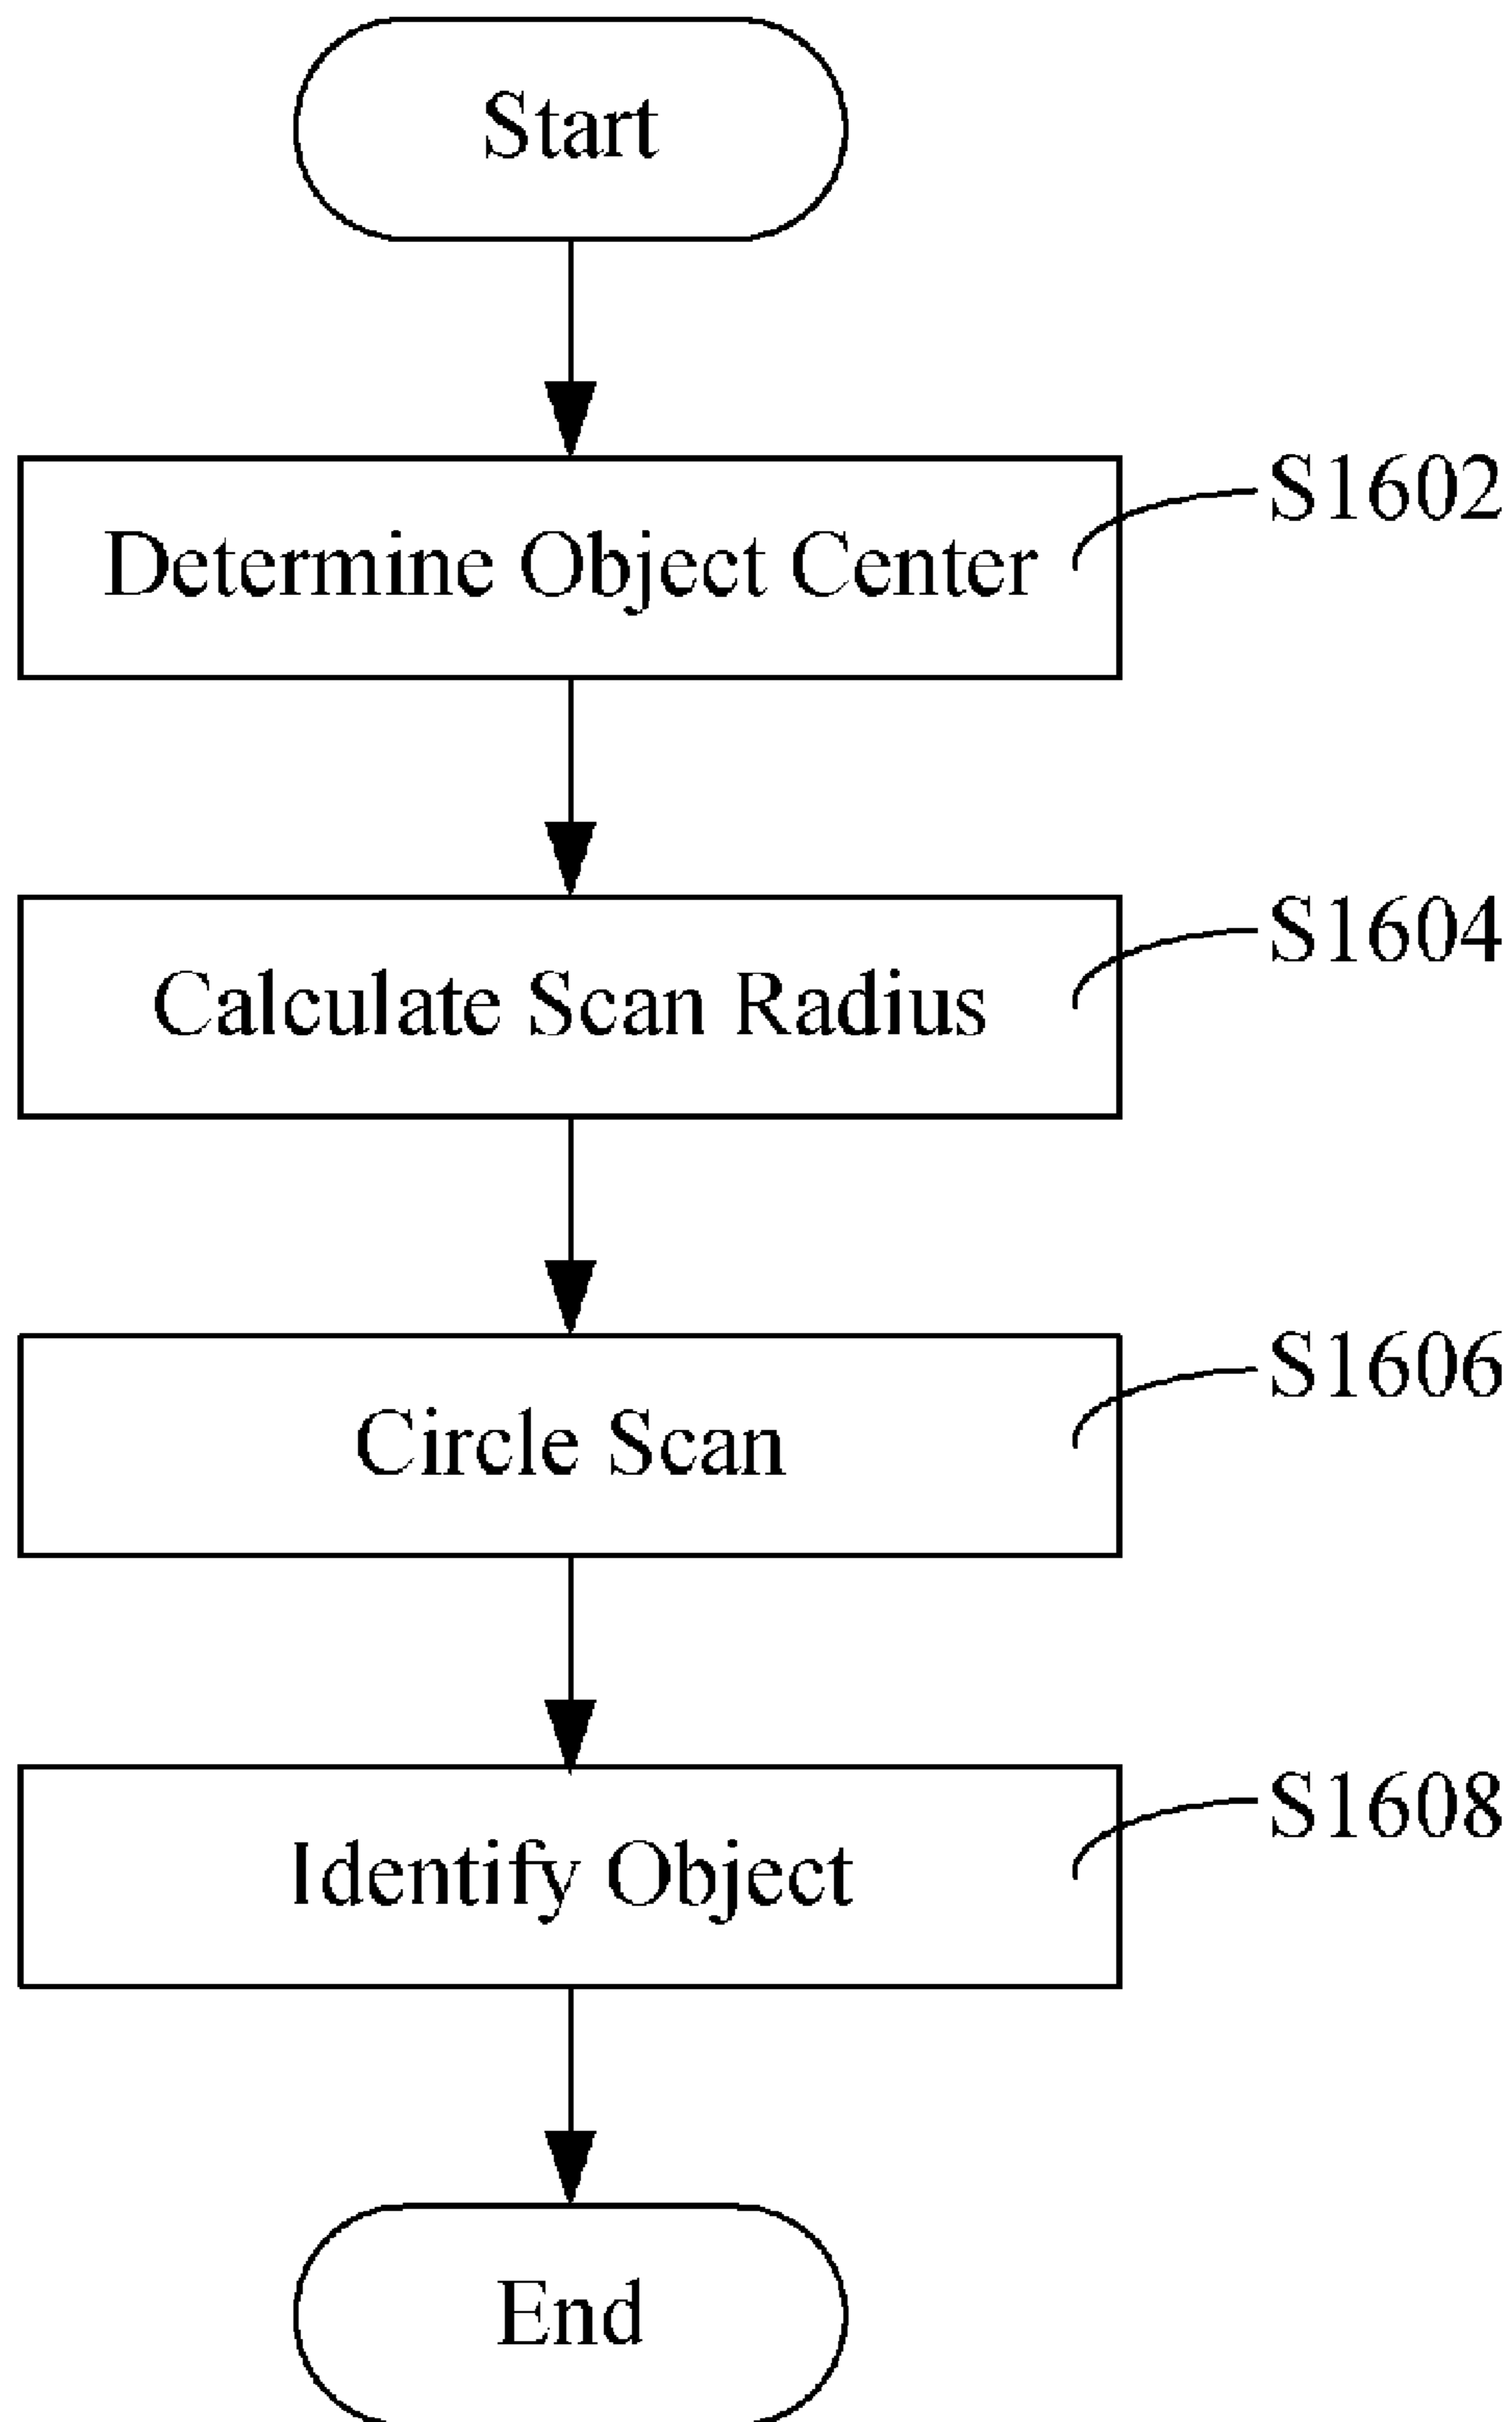 Start
Determine Object Center
S1602
Calculate Scan Radius
S1604
Circle Scan
S1606
Identify Object
S1608
End